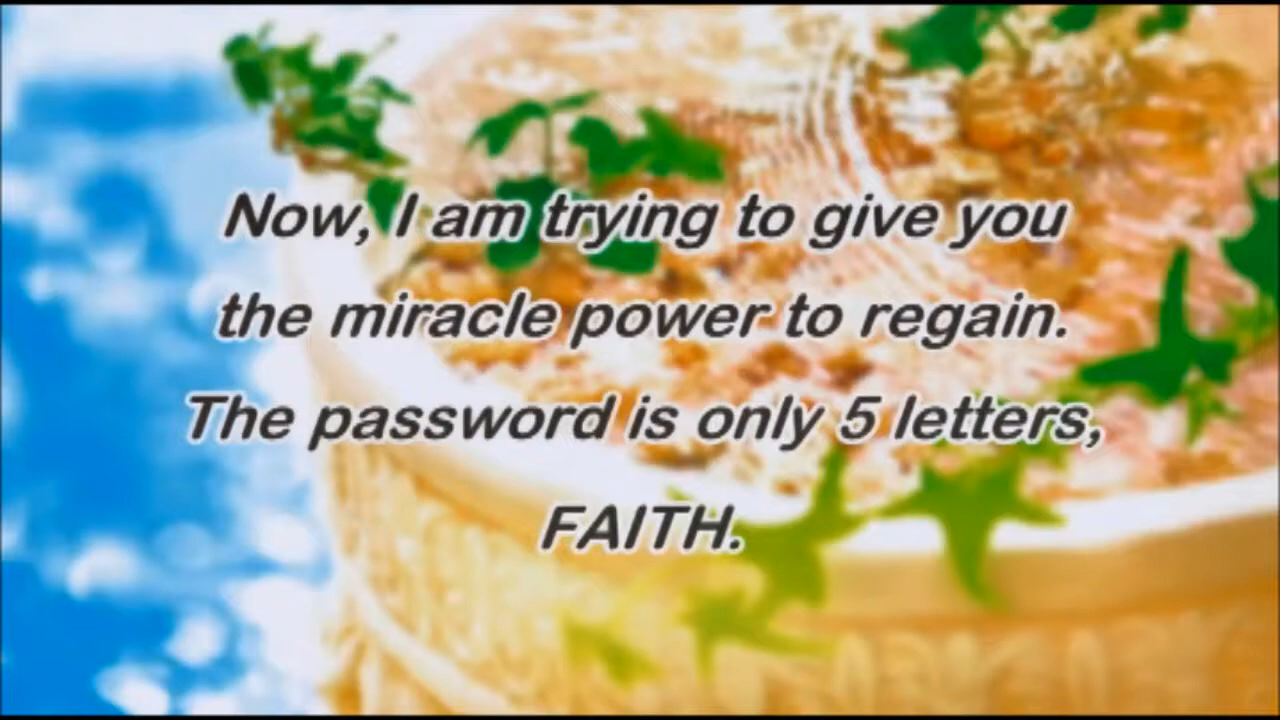 Now, I am trying to give you
the miracle power to regain.
The password is only 5 letters,
FAITH.